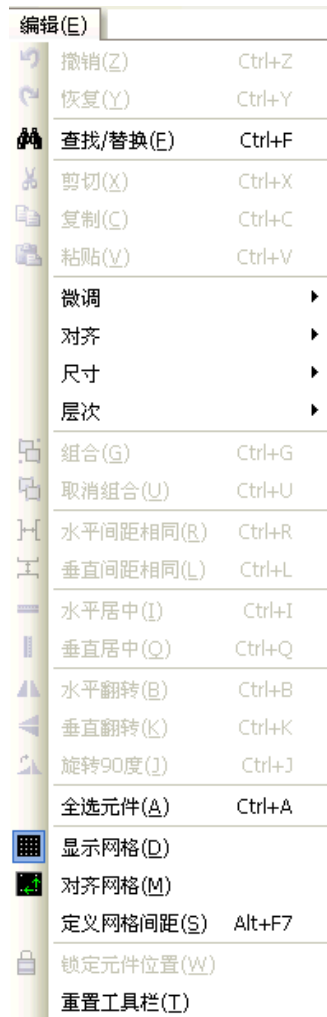 编辑(E)
撤销(Z) Ctrl+Z
恢复(Y) Ctrl+Y
查找/替换(F) Ctrl+F
剪切(X) Ctrl+X
复制(C) Ctrl+C
粘贴(V) Ctrl+V
微调
对齐
尺寸
层次
组合(G) Ctrl+G
取消组合(U) Ctrl+U
水平间距相同(R) Ctrl+R
垂直间距相同(L) Ctrl+L
水平居中(I) Ctrl+I
垂直居中(Q) Ctrl+Q
水平翻转(B) Ctrl+B
垂直翻转(K) Ctrl+K
旋转90度(J) Ctrl+J
全选元件(A) Ctrl+A
显示网格(D)
对齐网格(M)
定义网格间距(S) Alt+F7
锁定元件位置(W)
重置工具栏(T)